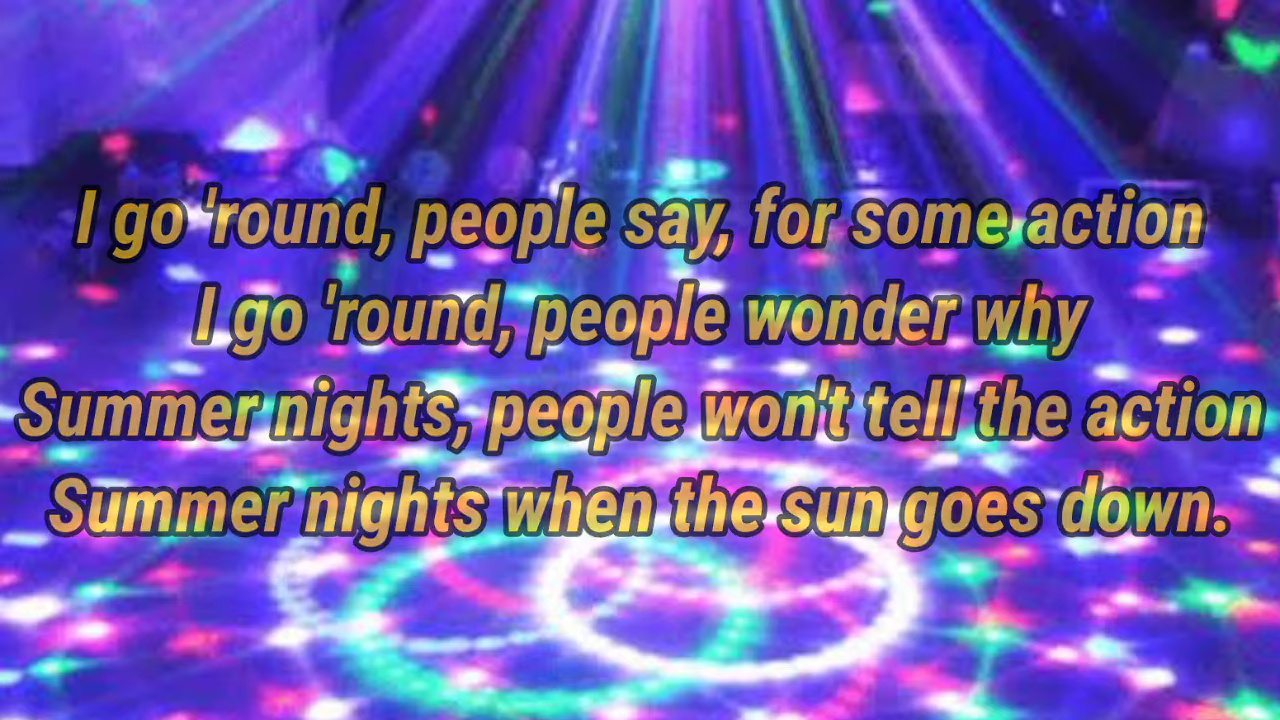 I go 'round, people say, for some action
I go 'round, people wonder why
Summer nights, people won't tell the action
Summer nights when the sun goes down.